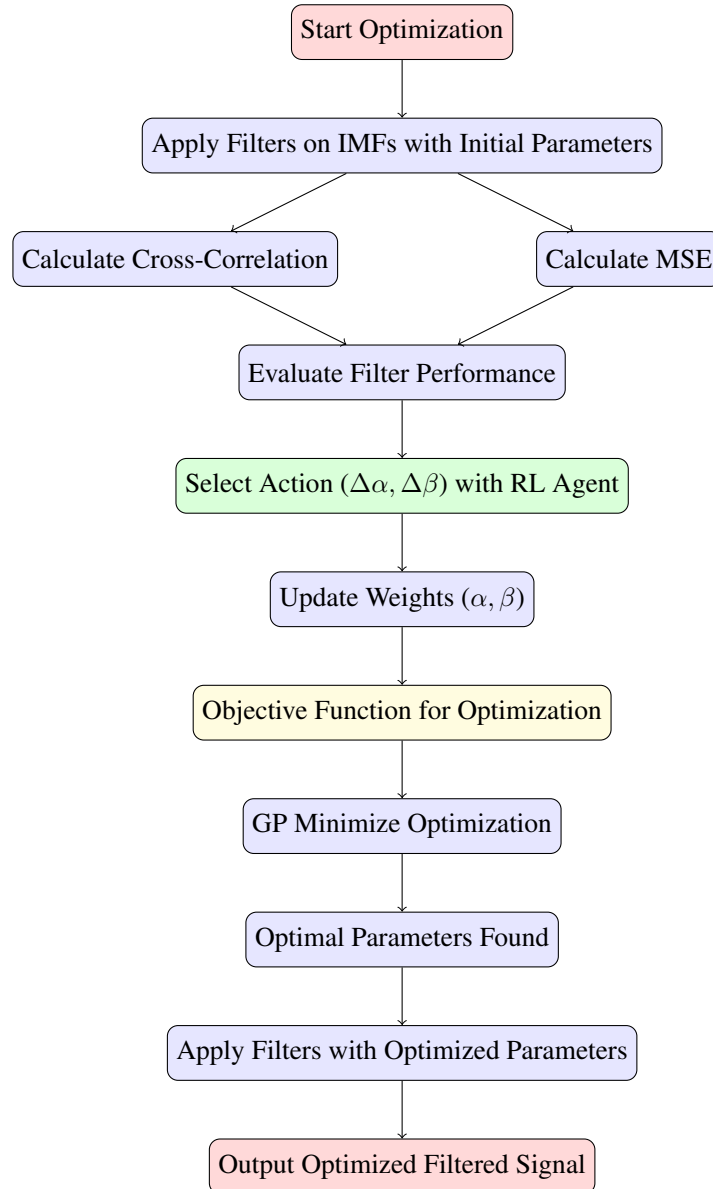 Start Optimization
Apply Filters on IMFs with Initial Parameters
Calculate Cross-Correlation
Calculate MSE
Evaluate Filter Performance
Select Action (Δα, Δβ) with RL Agent
Update Weights (α, β)
Objective Function for Optimization
GP Minimize Optimization
Optimal Parameters Found
Apply Filters with Optimized Parameters
Output Optimized Filtered Signal